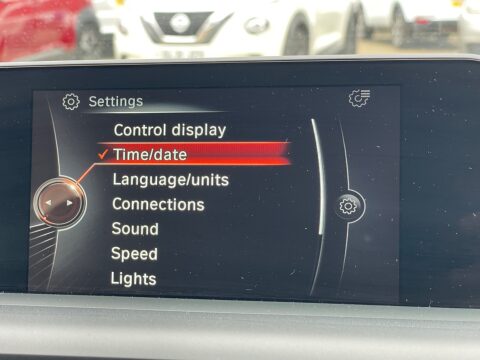 Settings
Control display
Time/date
Language/units
Connections
Sound
Speed
Lights